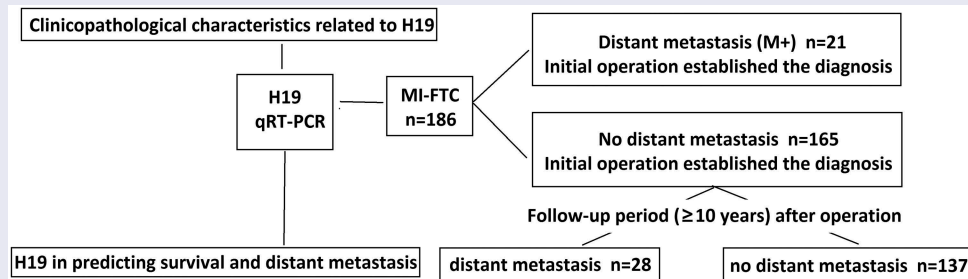 Clinicopathological characteristics related to H19
H19
qRT-PCR
MI-FTC
n=186
Distant metastasis (M+) n=21
Initial operation established the diagnosis
No distant metastasis n=165
Initial operation established the diagnosis
Follow-up period (≥10 years) after operation
H19 in predicting survival and distant metastasis
distant metastasis n=28
no distant metastasis n=137